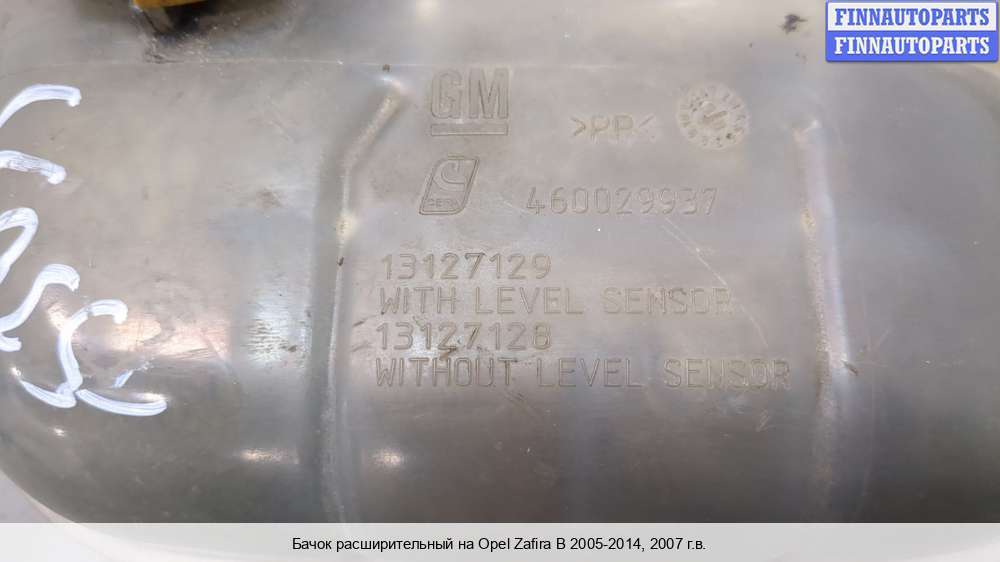 FINNAUTOPARTS
FINNAUTOPARTS
GM
>PP<
460029937
13127129
WITH LEVEL SENSOR
13127128
WITHOUT LEVEL SENSOR
Бачок расширительный на Opel Zafira B 2005-2014, 2007 г.в.